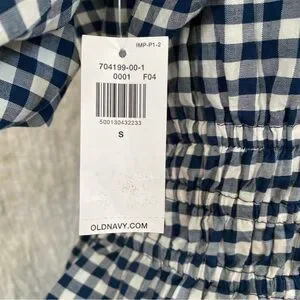 IMP-P1-2
704199-00-1
0001 F04
500130432233
S
OLDNAVY.COM